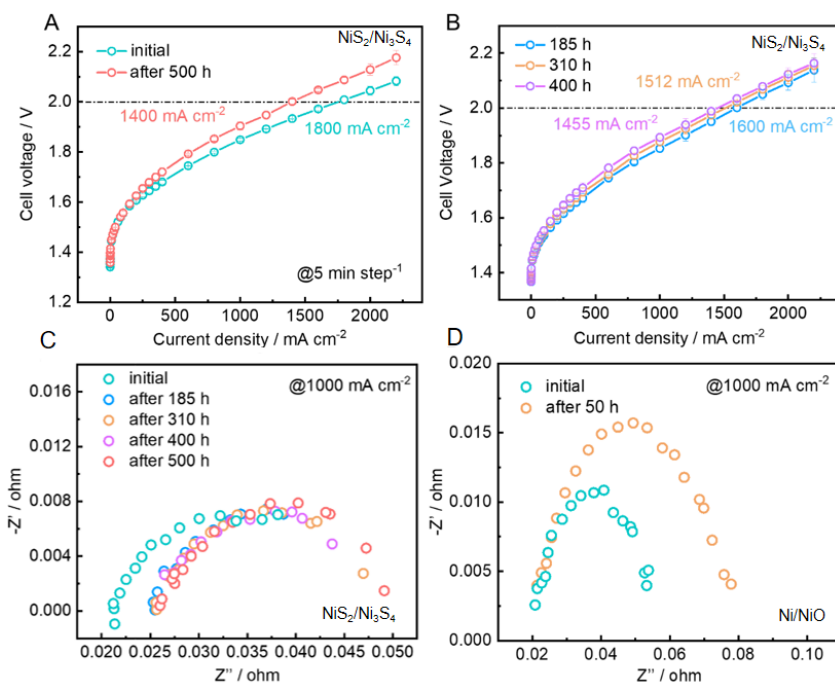 A
NiS₂/Ni₃S₄
initial
after 500 h
1400 mA cm⁻²
1800 mA cm⁻²
@5 min step⁻¹
2.2
2.0
1.8
1.6
1.4
1.2
Cell voltage / V
0 500 1000 1500 2000
Current density / mA cm⁻²
B
NiS₂/Ni₃S₄
185 h
310 h
400 h
1512 mA cm⁻²
1455 mA cm⁻²
1600 mA cm⁻²
2.2
2.0
1.8
1.6
1.4
Cell Voltage / V
0 500 1000 1500 2000
Current density / mA cm⁻²
C
initial
after 185 h
after 310 h
after 400 h
after 500 h
@1000 mA cm⁻²
NiS₂/Ni₃S₄
0.016
0.012
0.008
0.004
0.000
-Z' / ohm
0.020 0.025 0.030 0.035 0.040 0.045 0.050
Z'' / ohm
D
initial
after 50 h
@1000 mA cm⁻²
Ni/NiO
0.020
0.015
0.010
0.005
0.000
-Z' / ohm
0.02 0.04 0.06 0.08 0.10
Z'' / ohm